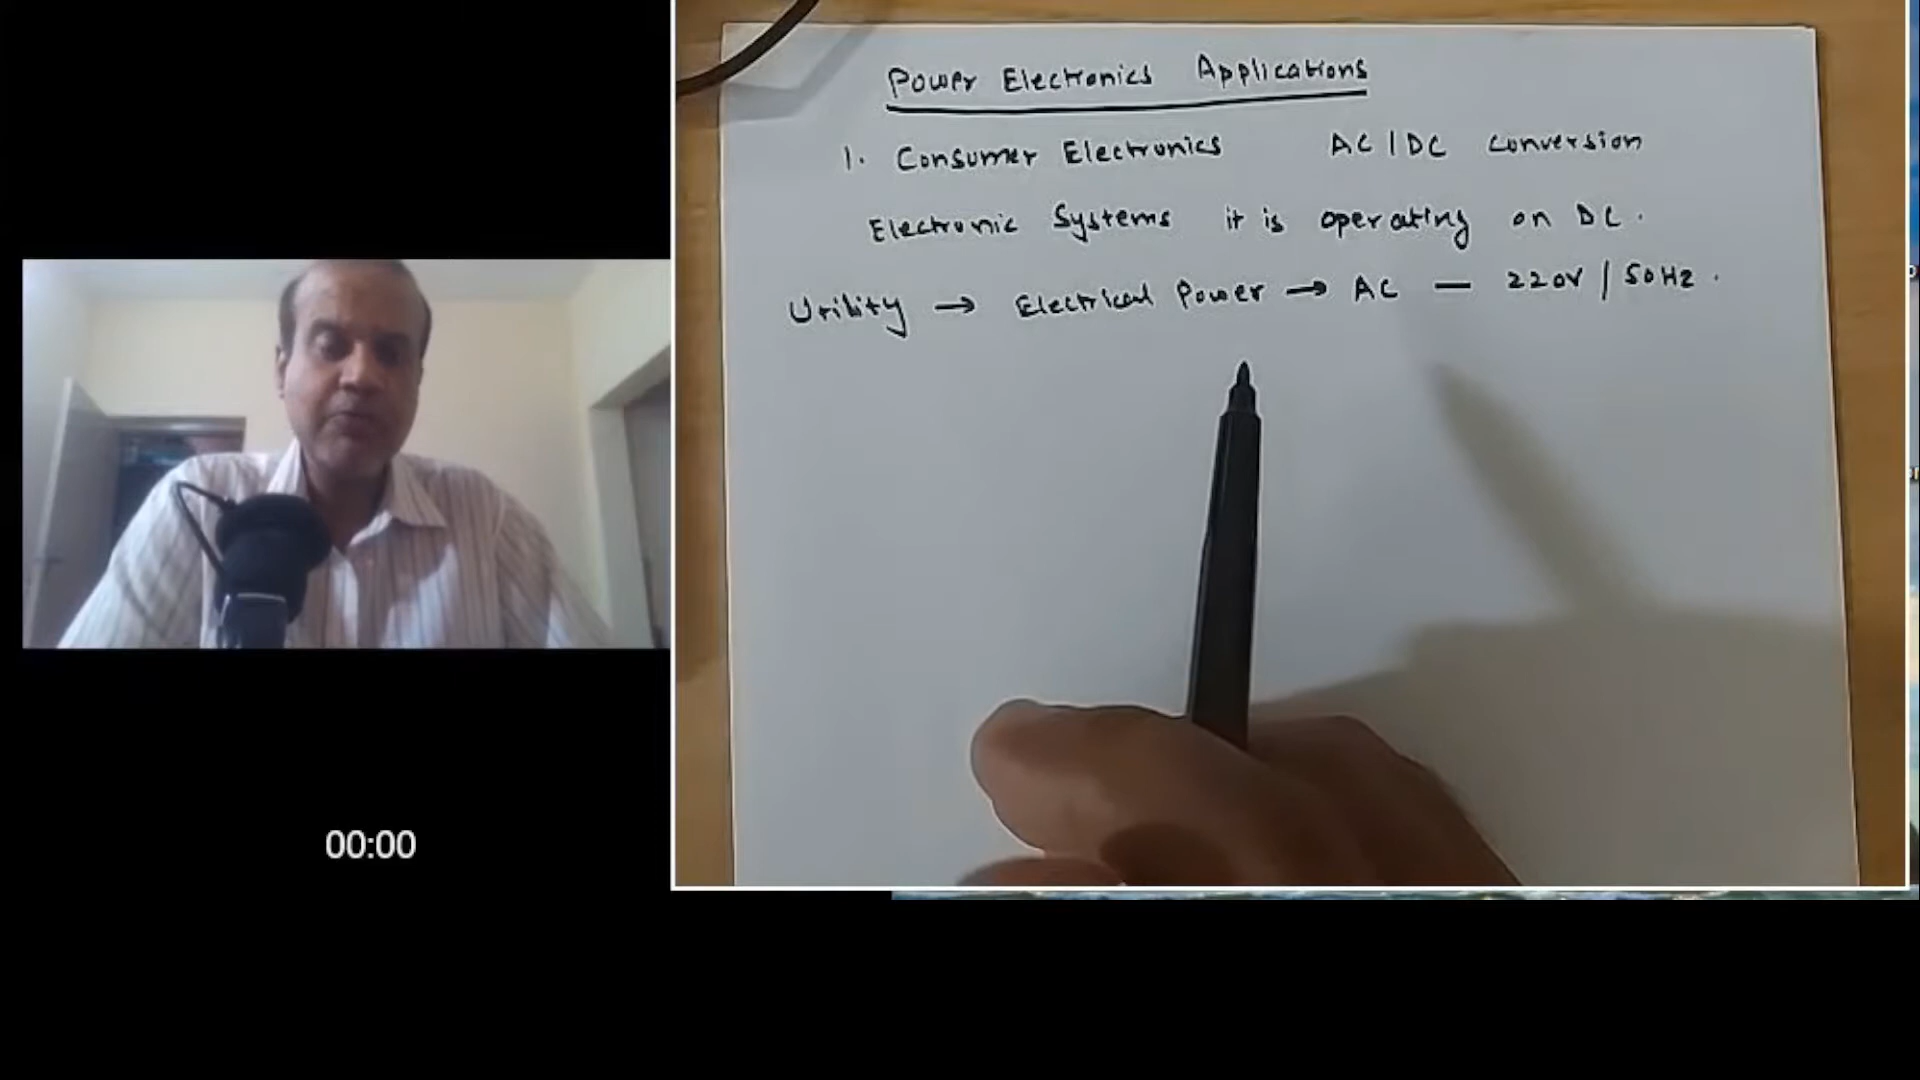 Power Electronics Applications
1. Consumer Electronics AC/DC conversion
Electronic Systems it is operating on DC.
Utility → Electrical Power → AC — 220V / 50Hz.
00:00